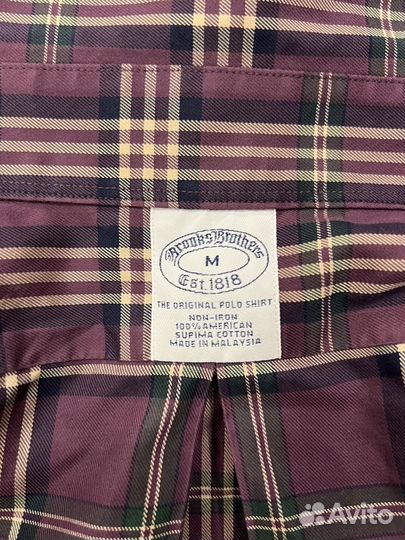 Brooks Brothers
M
Est. 1818
THE ORIGINAL POLO SHIRT
NON-IRON
100% AMERICAN
SUPIMA COTTON
MADE IN MALAYSIA
Avito